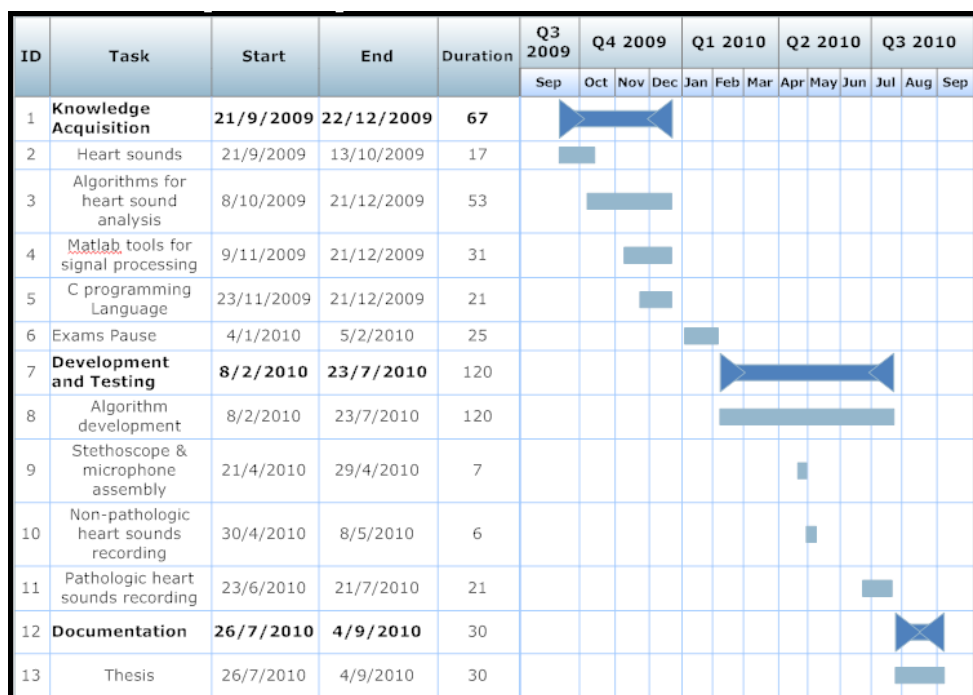 ID Task Start End Duration Q3 2009 Q4 2009 Q1 2010 Q2 2010 Q3 2010
Sep Oct Nov Dec Jan Feb Mar Apr May Jun Jul Aug Sep
1 Knowledge Acquisition 21/9/2009 22/12/2009 67
2 Heart sounds 21/9/2009 13/10/2009 17
3 Algorithms for heart sound analysis 8/10/2009 21/12/2009 53
4 Matlab tools for signal processing 9/11/2009 21/12/2009 31
5 C programming Language 23/11/2009 21/12/2009 21
6 Exams Pause 4/1/2010 5/2/2010 25
7 Development and Testing 8/2/2010 23/7/2010 120
8 Algorithm development 8/2/2010 23/7/2010 120
9 Stethoscope & microphone assembly 21/4/2010 29/4/2010 7
10 Non-pathologic heart sounds recording 30/4/2010 8/5/2010 6
11 Pathologic heart sounds recording 23/6/2010 21/7/2010 21
12 Documentation 26/7/2010 4/9/2010 30
13 Thesis 26/7/2010 4/9/2010 30